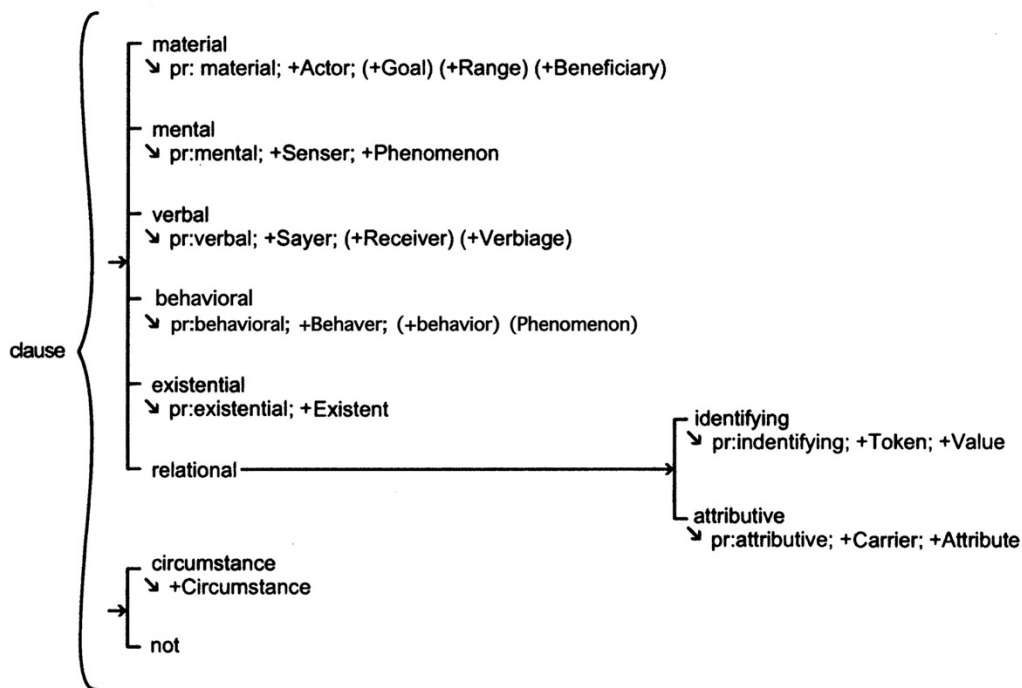 material
↘ pr: material; +Actor; (+Goal) (+Range) (+Beneficiary)
mental
↘ pr:mental; +Senser; +Phenomenon
verbal
↘ pr:verbal; +Sayer; (+Receiver) (+Verbiage)
behavioral
↘ pr:behavioral; +Behaver; (+behavior) (Phenomenon)
clause
existential
↘ pr:existential; +Existent
identifying
↘ pr:indentifying; +Token; +Value
relational
attributive
↘ pr:attributive; +Carrier; +Attribute
circumstance
↘ +Circumstance
not